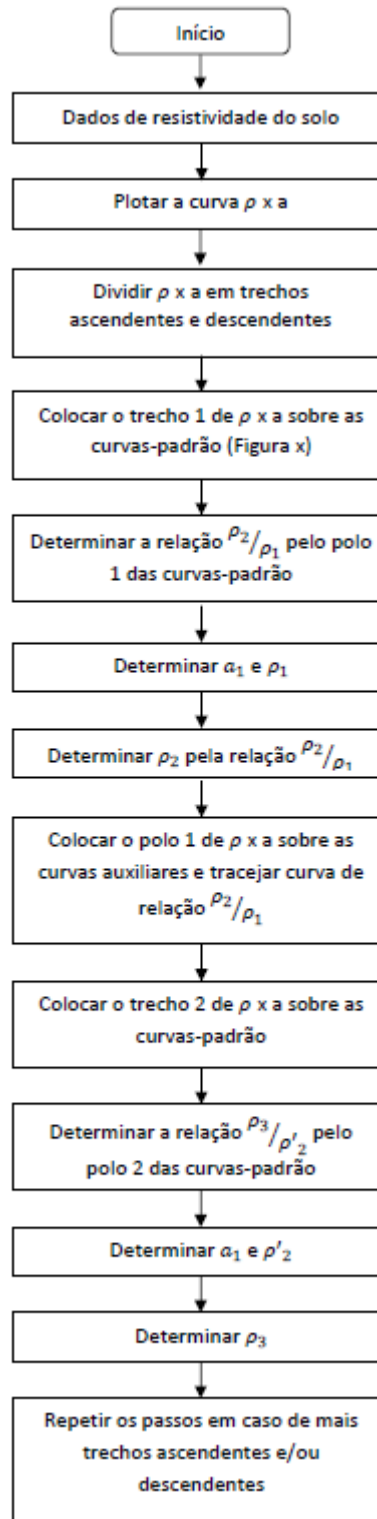 Início
Dados de resistividade do solo
Plotar a curva ρ x a
Dividir ρ x a em trechos
ascendentes e descendentes
Colocar o trecho 1 de ρ x a sobre as
curvas-padrão (Figura x)
Determinar a relação ρ2/ρ1 pelo polo
1 das curvas-padrão
Determinar a1 e ρ1
Determinar ρ2 pela relação ρ2/ρ1
Colocar o polo 1 de ρ x a sobre as
curvas auxiliares e tracejar curva de
relação ρ2/ρ1
Colocar o trecho 2 de ρ x a sobre as
curvas-padrão
Determinar a relação ρ3/ρ'2 pelo
polo 2 das curvas-padrão
Determinar a1 e ρ'2
Determinar ρ3
Repetir os passos em caso de mais
trechos ascendentes e/ou
descendentes